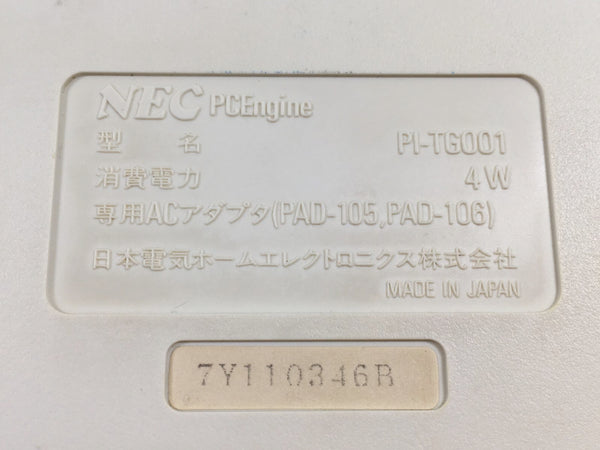 NEC PCEngine
型 名 PI-TG001
消費電力 4W
専用ACアダプタ(PAD-105,PAD-106)
日本電気ホームエレクトロニクス株式会社
MADE IN JAPAN
7Y110346B